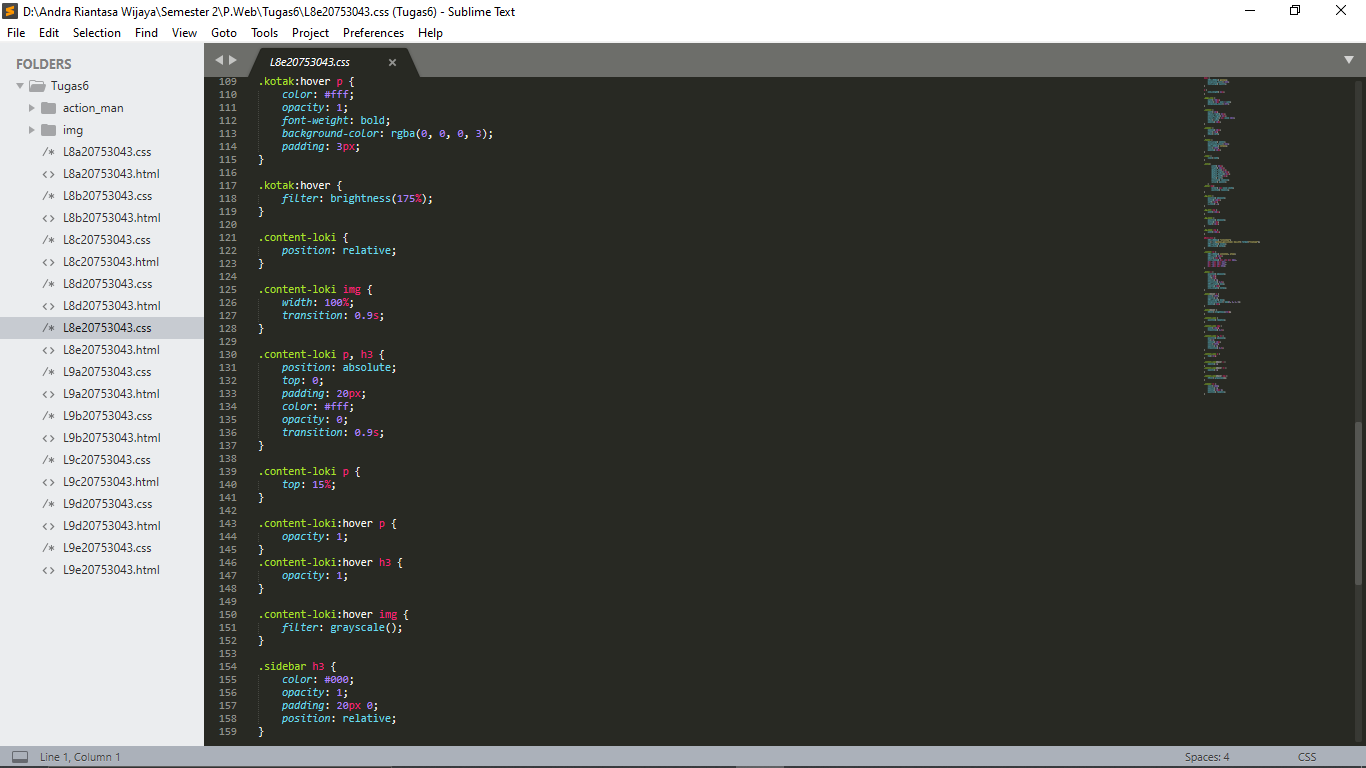 D:\Andra Riantasa Wijaya\Semester 2\P.Web\Tugas6\L8e20753043.css (Tugas6) - Sublime Text
File Edit Selection Find View Goto Tools Project Preferences Help
FOLDERS
Tugas6
action_man
img
/* L8a20753043.css
<> L8a20753043.html
/* L8b20753043.css
<> L8b20753043.html
/* L8c20753043.css
<> L8c20753043.html
/* L8d20753043.css
<> L8d20753043.html
/* L8e20753043.css
<> L8e20753043.html
/* L9a20753043.css
<> L9a20753043.html
/* L9b20753043.css
<> L9b20753043.html
/* L9c20753043.css
<> L9c20753043.html
/* L9d20753043.css
<> L9d20753043.html
/* L9e20753043.css
<> L9e20753043.html
L8e20753043.css
109 .kotak:hover p {
110     color: #fff;
111     opacity: 1;
112     font-weight: bold;
113     background-color: rgba(0, 0, 0, 3);
114     padding: 3px;
115 }
116
117 .kotak:hover {
118     filter: brightness(175%);
119 }
120
121 .content-loki {
122     position: relative;
123 }
124
125 .content-loki img {
126     width: 100%;
127     transition: 0.9s;
128 }
129
130 .content-loki p, h3 {
131     position: absolute;
132     top: 0;
133     padding: 20px;
134     color: #fff;
135     opacity: 0;
136     transition: 0.9s;
137 }
138
139 .content-loki p {
140     top: 15%;
141 }
142
143 .content-loki:hover p {
144     opacity: 1;
145 }
146 .content-loki:hover h3 {
147     opacity: 1;
148 }
149
150 .content-loki:hover img {
151     filter: grayscale();
152 }
153
154 .sidebar h3 {
155     color: #000;
156     opacity: 1;
157     padding: 20px 0;
158     position: relative;
159 }
Line 1, Column 1
Spaces: 4
CSS